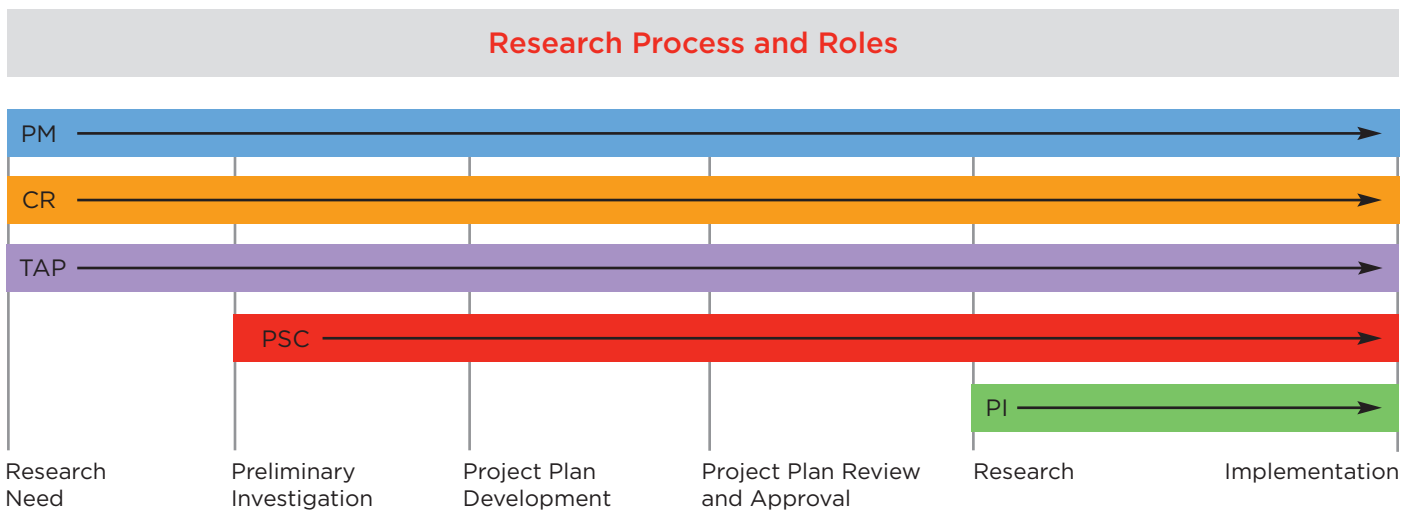 Research Process and Roles
PM
CR
TAP
PSC
PI
Research
Need
Preliminary
Investigation
Project Plan
Development
Project Plan Review
and Approval
Research
Implementation